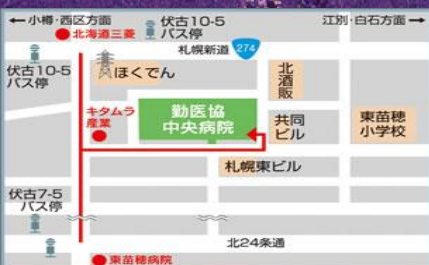 ←小樽・西区方面
伏古10-5
バス停
江別・白石方面→
北海道三菱
札幌新道
274
伏古10-5
バス停
ほくでん
北
酒
販
キタムラ
産業
勤医協
中央病院
共同
ビル
東苗穂
小学校
札幌東ビル
伏古7-5
バス停
北24条通
東苗穂病院